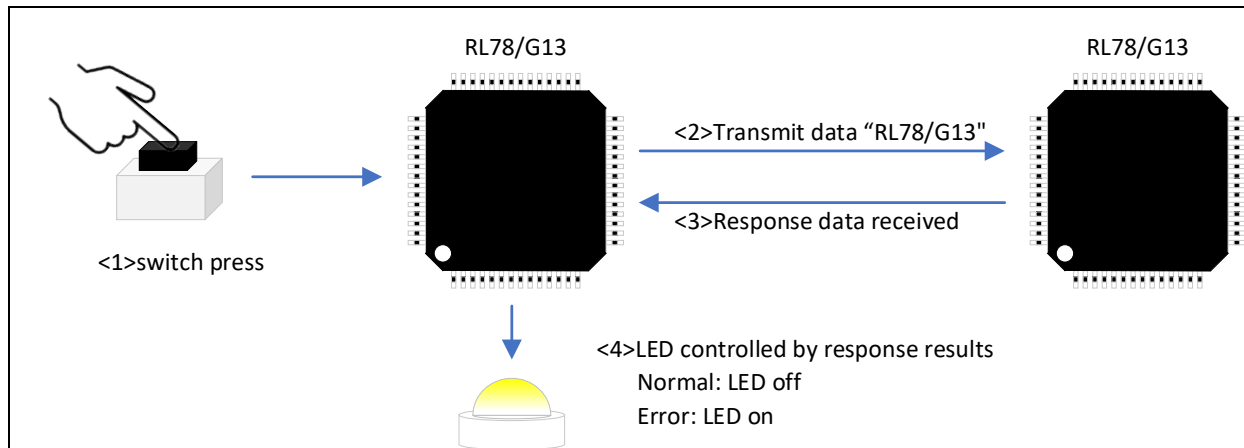 RL78/G13
RL78/G13
<2>Transmit data “RL78/G13"
<3>Response data received
<1>switch press
<4>LED controlled by response results
Normal: LED off
Error: LED on